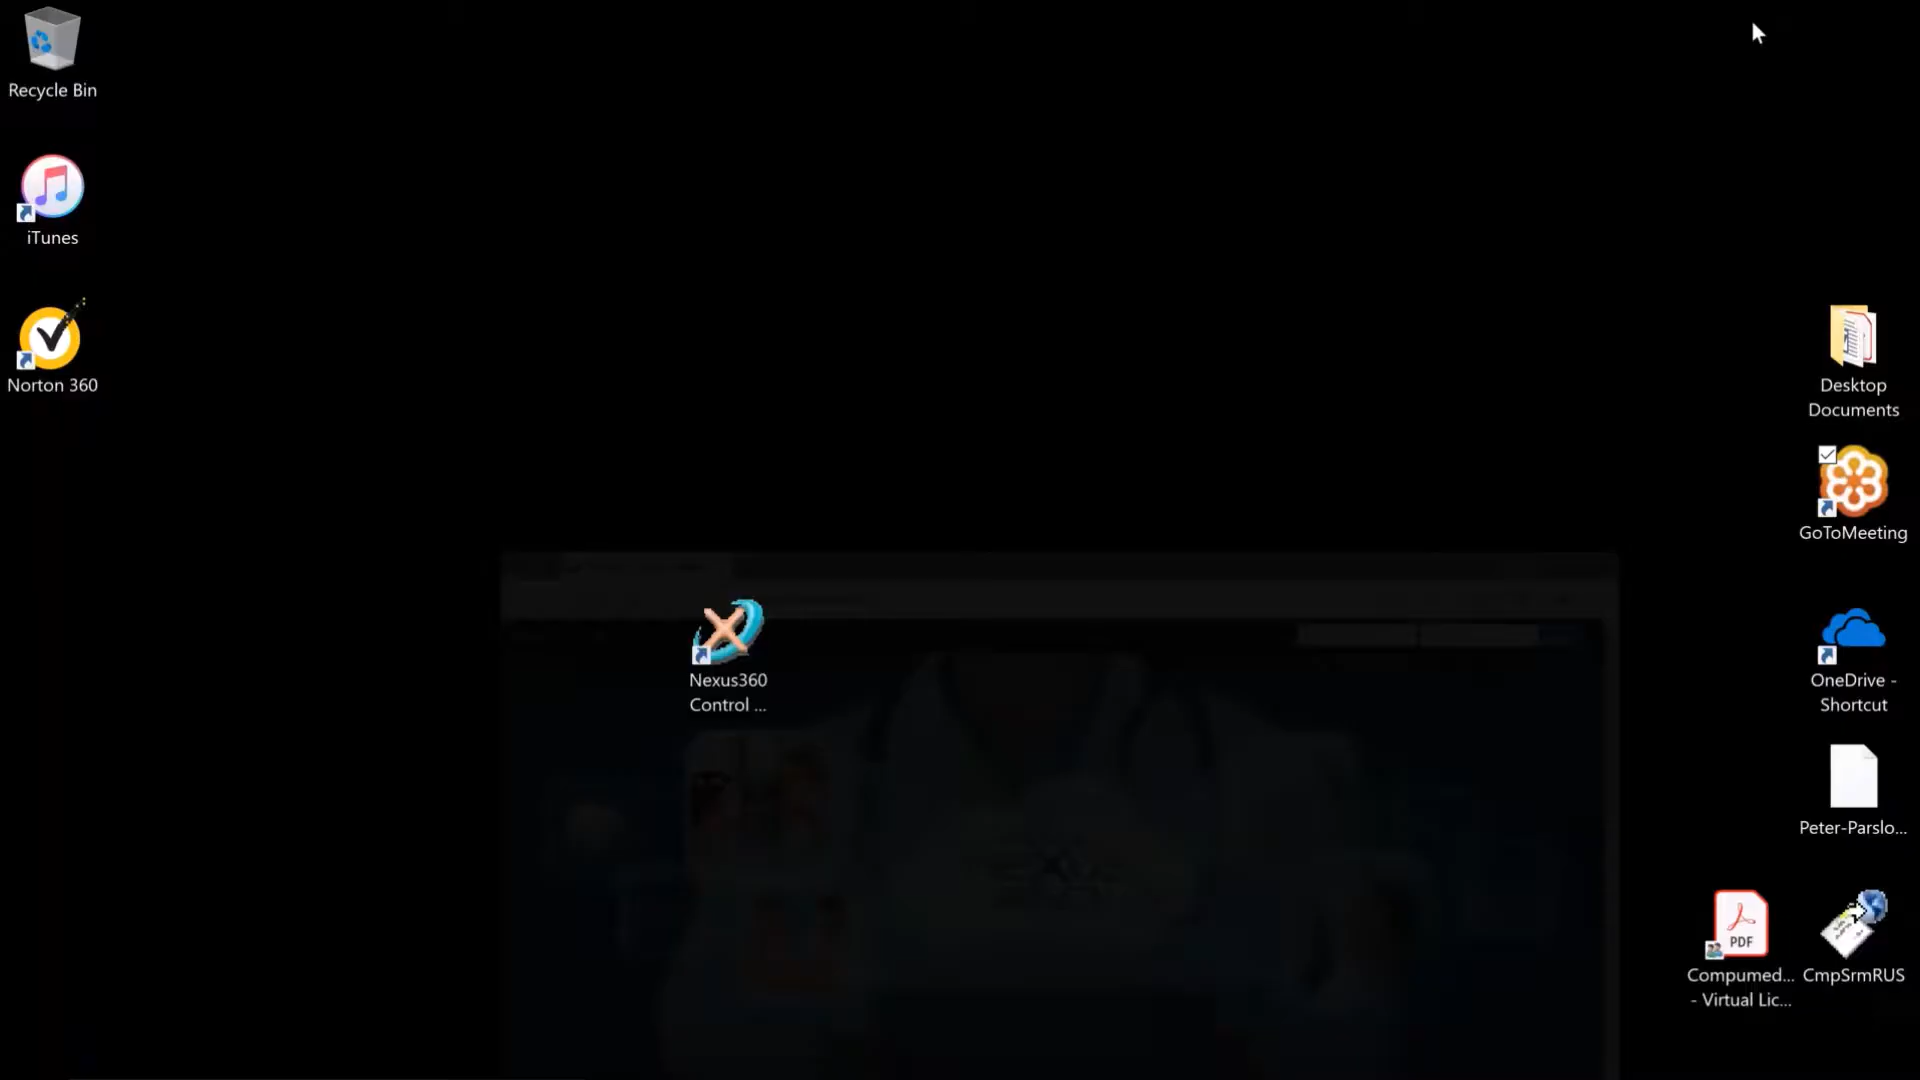 Recycle Bin
iTunes
Norton 360
Nexus360
Control ...
Desktop
Documents
GoToMeeting
OneDrive -
Shortcut
Peter-Parslo...
PDF
Compumed...
- Virtual Lic...
CmpSrmRUS